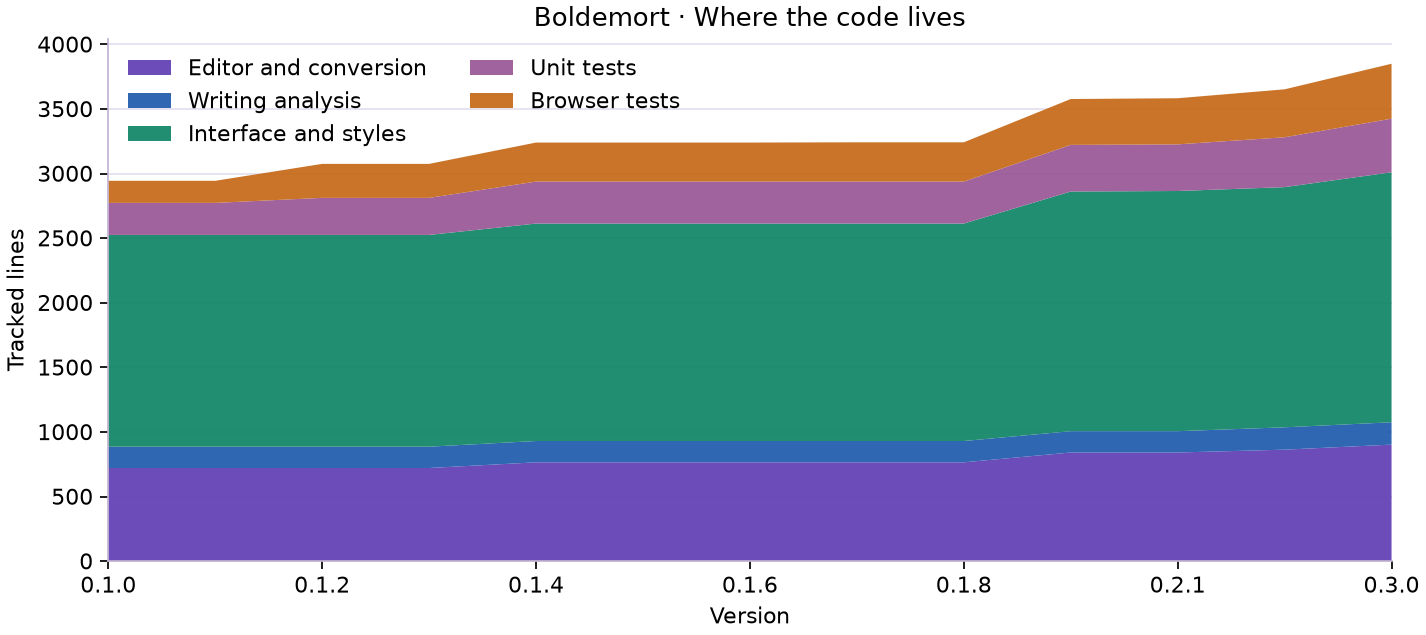 Boldemort · Where the code lives
4000
3500
3000
2500
2000
1500
1000
500
0
Tracked lines
Editor and conversion
Writing analysis
Interface and styles
Unit tests
Browser tests
0.1.0 0.1.2 0.1.4 0.1.6 0.1.8 0.2.1 0.3.0
Version